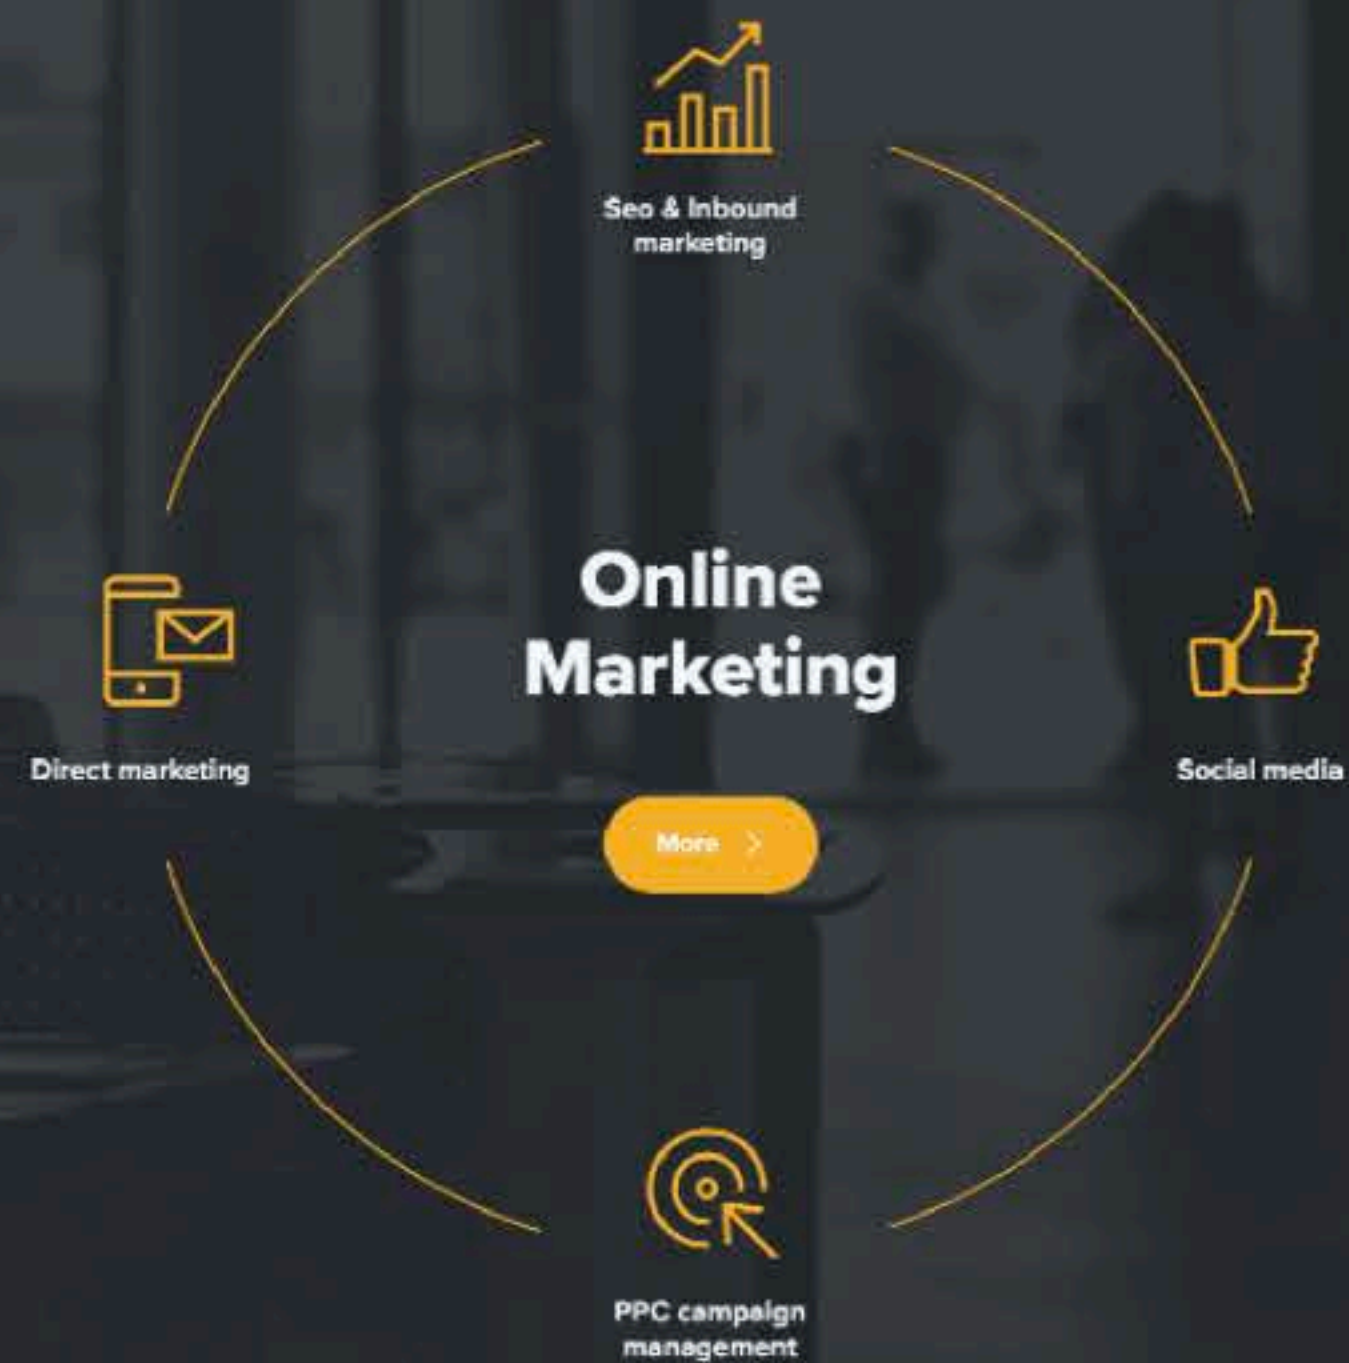 Seo & Inbound
marketing
Online
Marketing
Direct marketing
Social media
More
PPC campaign
management